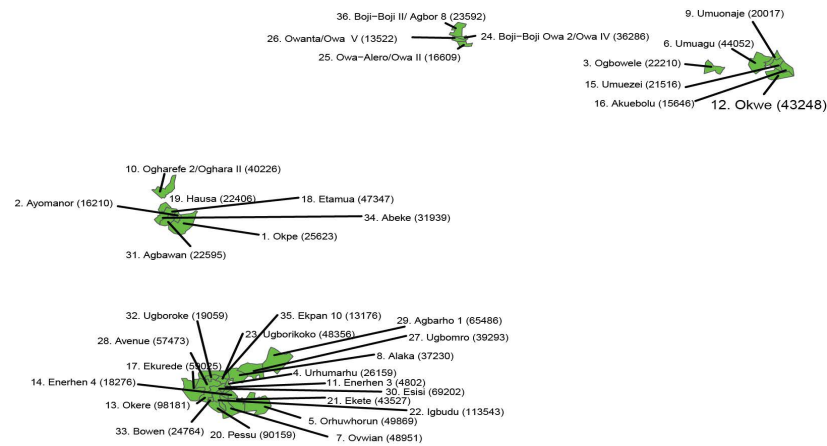 36. Boji-Boji II/ Agbor 8 (23592)
9. Umuonaje (20017)
26. Owanta/Owa V (13522)
24. Boji-Boji Owa 2/Owa IV (36286)
6. Umuagu (44052)
25. Owa-Alero/Owa II (16609)
3. Ogbowele (22210)
15. Umuezei (21516)
16. Akuebolu (15646)
12. Okwe (43248)
10. Ogharefe 2/Oghara II (40226)
19. Hausa (22406)
18. Etamua (47347)
2. Ayomanor (16210)
34. Abeke (31939)
1. Okpe (25623)
31. Agbawan (22595)
32. Ugboroke (19059)
35. Ekpan 10 (13176)
29. Agbarho 1 (65486)
28. Avenue (57473)
23. Ugborikoko (48356)
27. Ugbomro (39293)
8. Alaka (37230)
17. Ekurede (59025)
4. Urhumarhu (26159)
14. Enerhen 4 (18276)
11. Enerhen 3 (4802)
30. Esisi (69202)
13. Okere (98181)
21. Ekete (43527)
22. Igbudu (113543)
5. Orhuwhorun (49869)
33. Bowen (24764)
20. Pessu (90159)
7. Ovwian (48951)